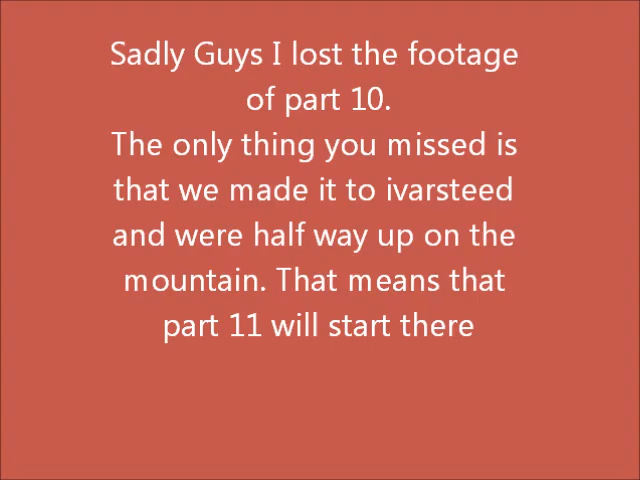 Sadly Guys I lost the footage
of part 10.
The only thing you missed is
that we made it to ivarsteed
and were half way up on the
mountain. That means that
part 11 will start there